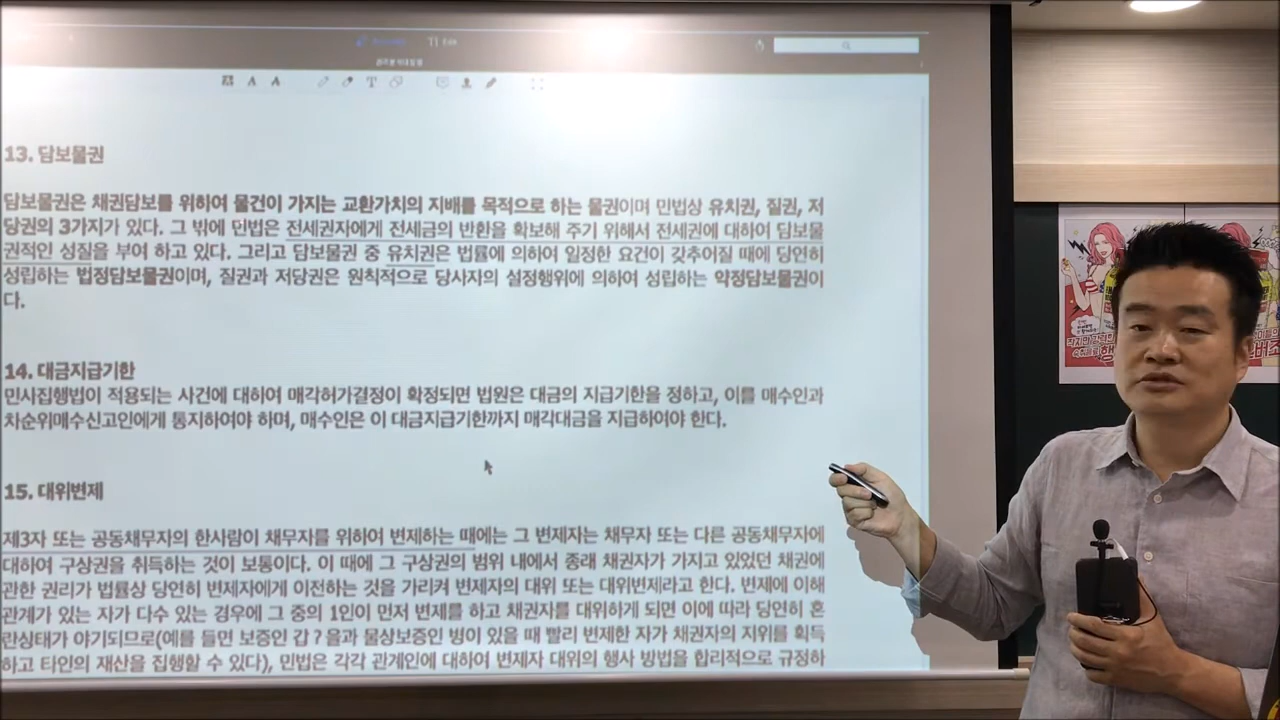 T
13. 담보물권
담보물권은 채권담보를 위하여 물건이 가지는 교환가치의 지배를 목적으로 하는 물권이며 민법상 유치권, 질권, 저
당권의 3가지가 있다. 그 밖에 민법은 전세권자에게 전세금의 반환을 확보해 주기 위해서 전세권에 대하여 담보물
권적인 성질을 부여 하고 있다. 그리고 담보물권 중 유치권은 법률에 의하여 일정한 요건이 갖추어질 때에 당연히
성립하는 법정담보물권이며, 질권과 저당권은 원칙적으로 당사자의 설정행위에 의하여 성립하는 약정담보물권이
다.
14. 대금지급기한
민사집행법이 적용되는 사건에 대하여 매각허가결정이 확정되면 법원은 대금의 지급기한을 정하고, 이를 매수인과
차순위매수신고인에게 통지하여야 하며, 매수인은 이 대금지급기한까지 매각대금을 지급하여야 한다.
15. 대위변제
제3자 또는 공동채무자의 한사람이 채무자를 위하여 변제하는 때에는 그 변제자는 채무자 또는 다른 공동채무자에
대하여 구상권을 취득하는 것이 보통이다. 이 때에 그 구상권의 범위 내에서 종래 채권자가 가지고 있었던 채권에
관한 권리가 법률상 당연히 변제자에게 이전하는 것을 가리켜 변제자의 대위 또는 대위변제라고 한다. 변제에 이해
관계가 있는 자가 다수 있는 경우에 그 중의 1인이 먼저 변제를 하고 채권자를 대위하게 되면 이에 따라 당연히 혼
란상태가 야기되므로(예를 들면 보증인 갑?을과 물상보증인 병이 있을 때 빨리 변제한 자가 채권자의 지위를 획득
하고 타인의 재산을 집행할 수 있다), 민법은 각각 관계인에 대하여 변제자 대위의 행사 방법을 합리적으로 규정하